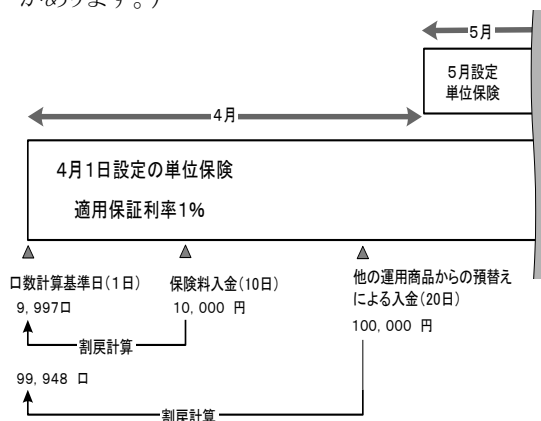 があります。)
5月
5月設定
単位保険
4月
4月1日設定の単位保険
適用保証利率1%
口数計算基準日(1日)
9,997口
保険料入金(10日)
10,000 円
他の運用商品からの預替え
による入金(20日)
100,000 円
割戻計算
99,948 口
割戻計算